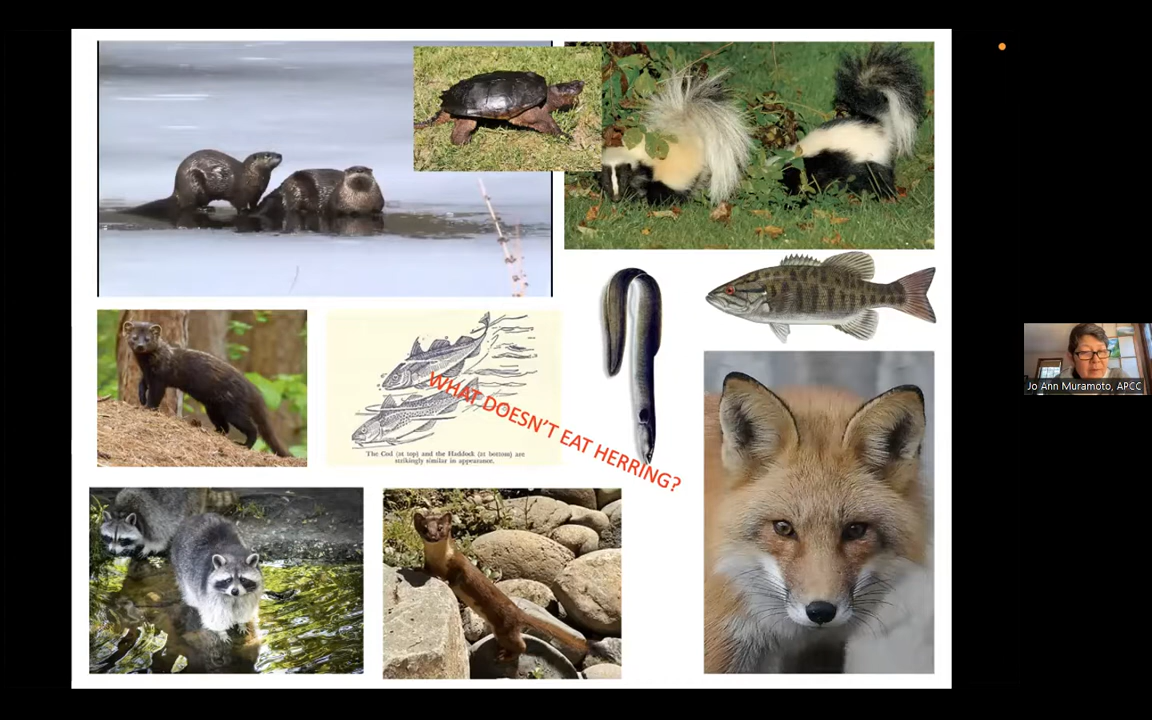 WHAT DOESN'T EAT HERRING?
The Cod (at top) and the Haddock (at bottom) are
strikingly similar in appearance.
Jo Ann Muramoto, APCC